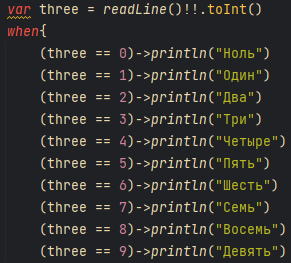 var three = readLine()!!.toInt()
when{
(three == 0)->println("Ноль")
(three == 1)->println("Один")
(three == 2)->println("Два")
(three == 3)->println("Три")
(three == 4)->println("Четыре")
(three == 5)->println("Пять")
(three == 6)->println("Шесть")
(three == 7)->println("Семь")
(three == 8)->println("Восемь")
(three == 9)->println("Девять")